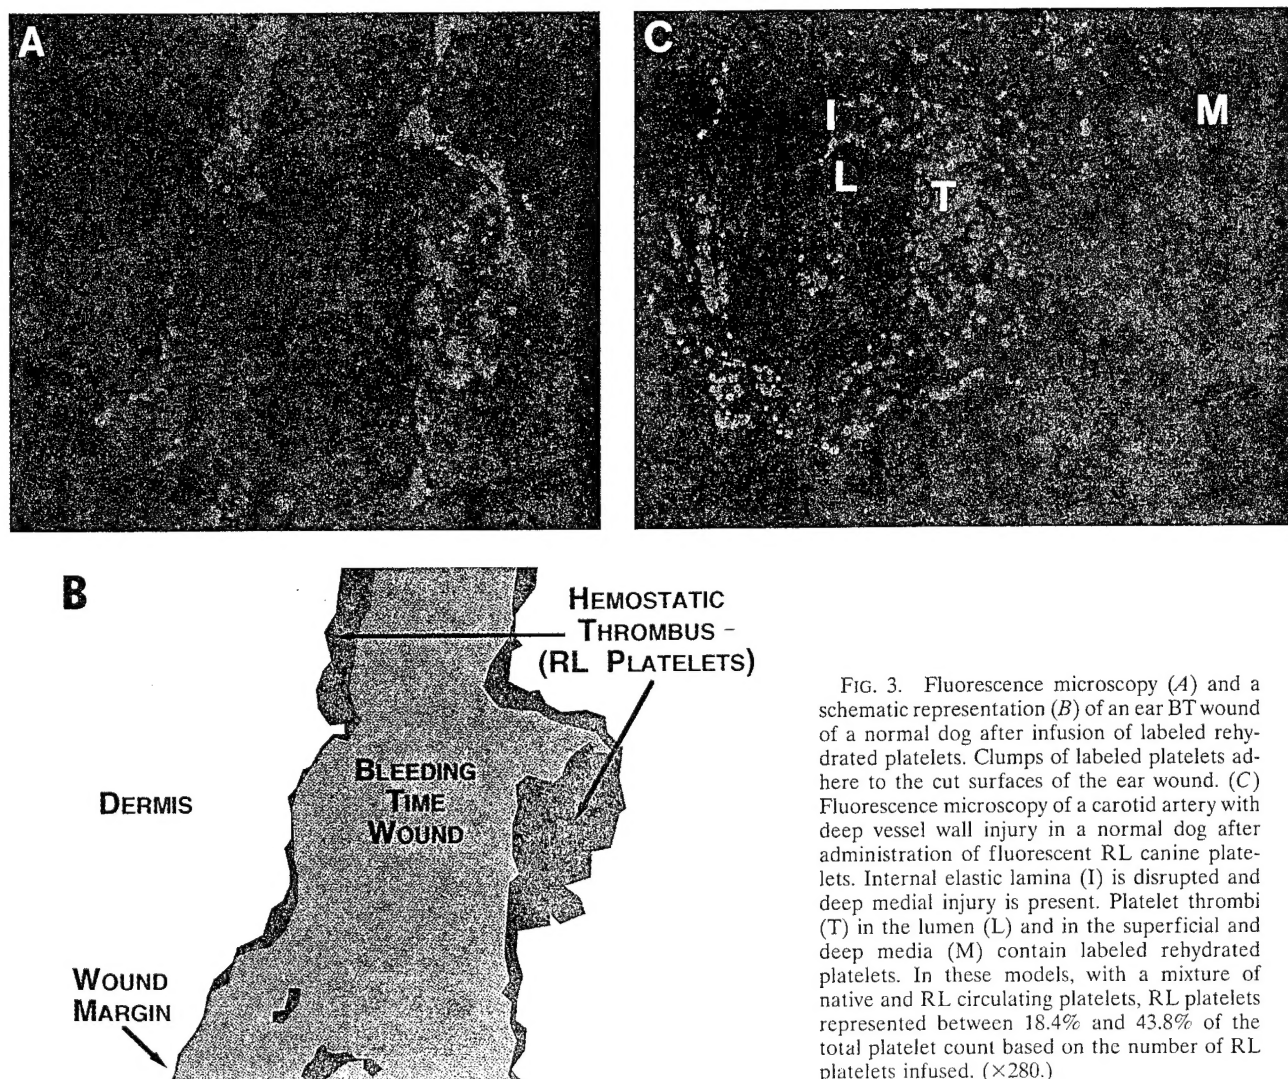 A
C
I
M
L
T
B
HEMOSTATIC
THROMBUS –
(RL PLATELETS)
BLEEDING
TIME
WOUND
DERMIS
WOUND
MARGIN
FIG. 3. Fluorescence microscopy (A) and a
schematic representation (B) of an ear BT wound
of a normal dog after infusion of labeled rehy-
drated platelets. Clumps of labeled platelets ad-
here to the cut surfaces of the ear wound. (C)
Fluorescence microscopy of a carotid artery with
deep vessel wall injury in a normal dog after
administration of fluorescent RL canine plate-
lets. Internal elastic lamina (I) is disrupted and
deep medial injury is present. Platelet thrombi
(T) in the lumen (L) and in the superficial and
deep media (M) contain labeled rehydrated
platelets. In these models, with a mixture of
native and RL circulating platelets, RL platelets
represented between 18.4% and 43.8% of the
total platelet count based on the number of RL
platelets infused. (×280.)